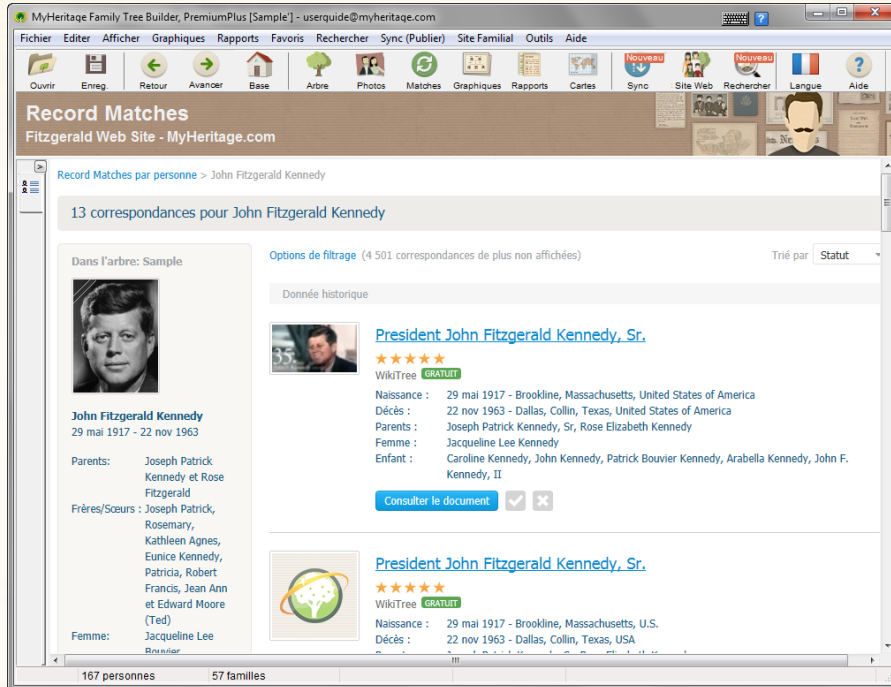 MyHeritage Family Tree Builder, PremiumPlus [Sample'] - userguide@myheritage.com
Fichier Editer Afficher Graphiques Rapports Favoris Rechercher Sync (Publier) Site Familial Outils Aide
Nouveau Nouveau
Ouvrir Enreg. Retour Avancer Base Arbre Photos Matches Graphiques Rapports Cartes Sync Site Web Rechercher Langue Aide
Record Matches
Fitzgerald Web Site - MyHeritage.com
Record Matches par personne > John Fitzgerald Kennedy
13 correspondances pour John Fitzgerald Kennedy
Dans l'arbre: Sample
John Fitzgerald Kennedy
29 mai 1917 - 22 nov 1963
Parents: Joseph Patrick
Kennedy et Rose
Fitzgerald
Frères/Sœurs : Joseph Patrick,
Rosemary,
Kathleen Agnes,
Eunice Kennedy,
Patricia, Robert
Francis, Jean Ann
et Edward Moore
(Ted)
Femme: Jacqueline Lee
Bouvier
Options de filtrage (4 501 correspondances de plus non affichées)
Trié par Statut
Donnée historique
35.
President John Fitzgerald Kennedy, Sr.
WikiTree GRATUIT
Naissance : 29 mai 1917 - Brookline, Massachusetts, United States of America
Décès : 22 nov 1963 - Dallas, Collin, Texas, United States of America
Parents : Joseph Patrick Kennedy, Sr, Rose Elizabeth Kennedy
Femme : Jacqueline Lee Kennedy
Enfant : Caroline Kennedy, John Kennedy, Patrick Bouvier Kennedy, Arabella Kennedy, John F.
Kennedy, II
Consulter le document
President John Fitzgerald Kennedy, Sr.
WikiTree GRATUIT
Naissance : 29 mai 1917 - Brookline, Massachusetts, U.S.
Décès : 22 nov 1963 - Dallas, Collin, Texas, USA
167 personnes 57 familles